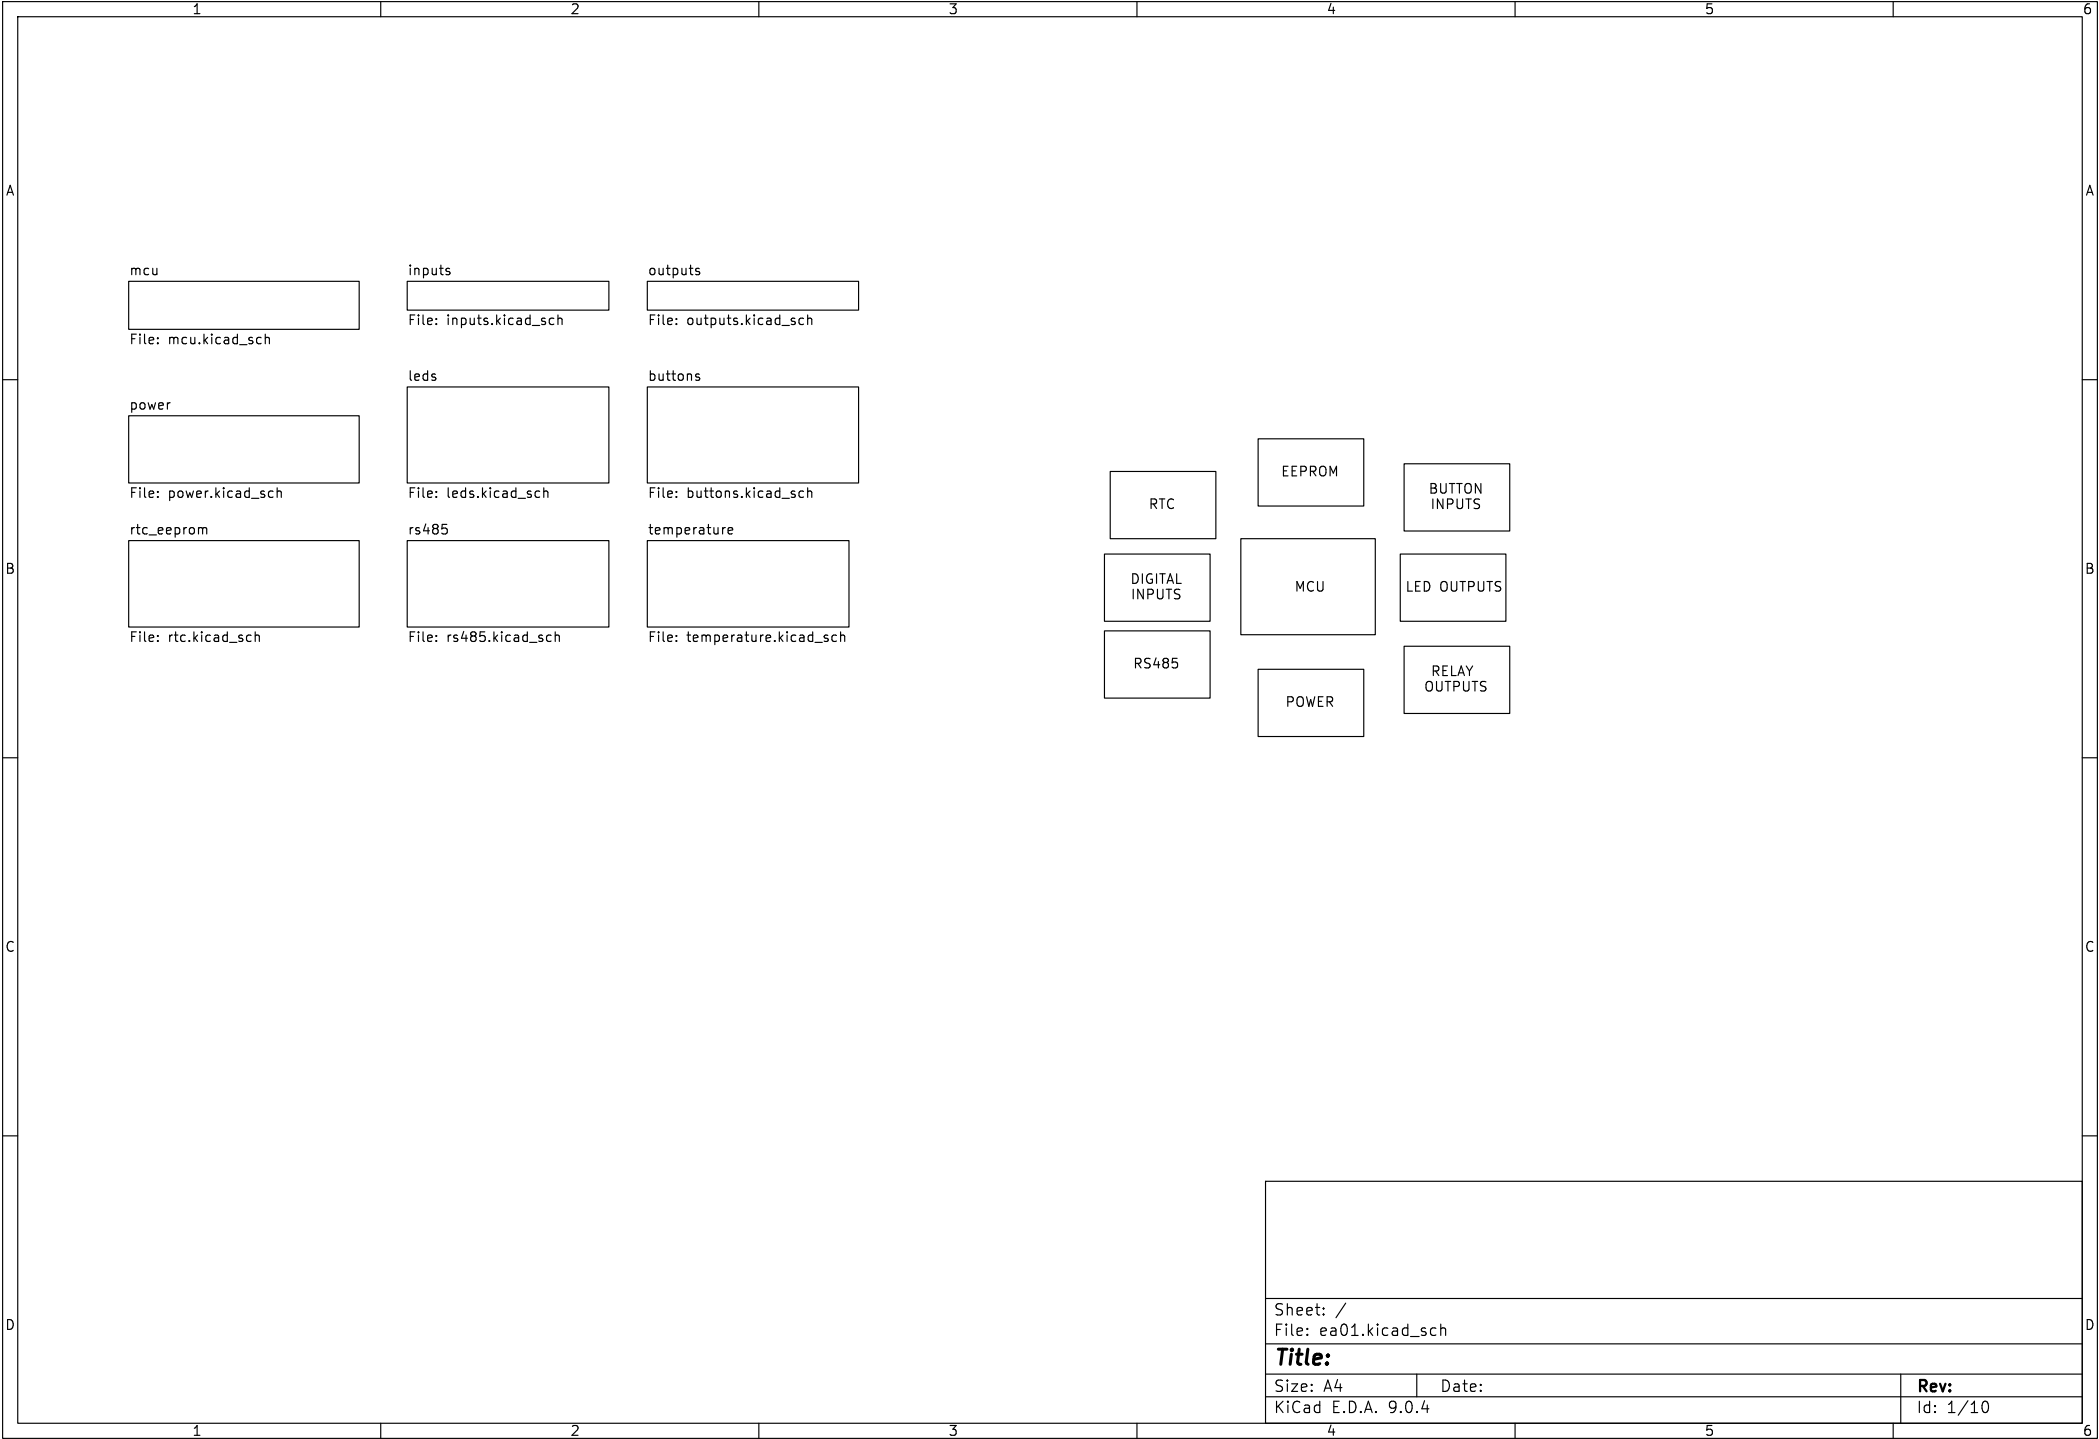 1 2 3 4 5 6
A A
mcu inputs outputs
File: inputs.kicad_sch File: outputs.kicad_sch
File: mcu.kicad_sch
leds buttons
power
EEPROM
BUTTON
INPUTS
RTC
File: power.kicad_sch File: leds.kicad_sch File: buttons.kicad_sch
rtc_eeprom rs485 temperature
B B
DIGITAL
INPUTS
MCU
LED OUTPUTS
File: rtc.kicad_sch File: rs485.kicad_sch File: temperature.kicad_sch
RS485
RELAY
OUTPUTS
POWER
C C
Sheet: /
D D
File: ea01.kicad_sch
Title:
Size: A4 Date: Rev:
KiCad E.D.A. 9.0.4 Id: 1/10
1 2 3 4 5 6